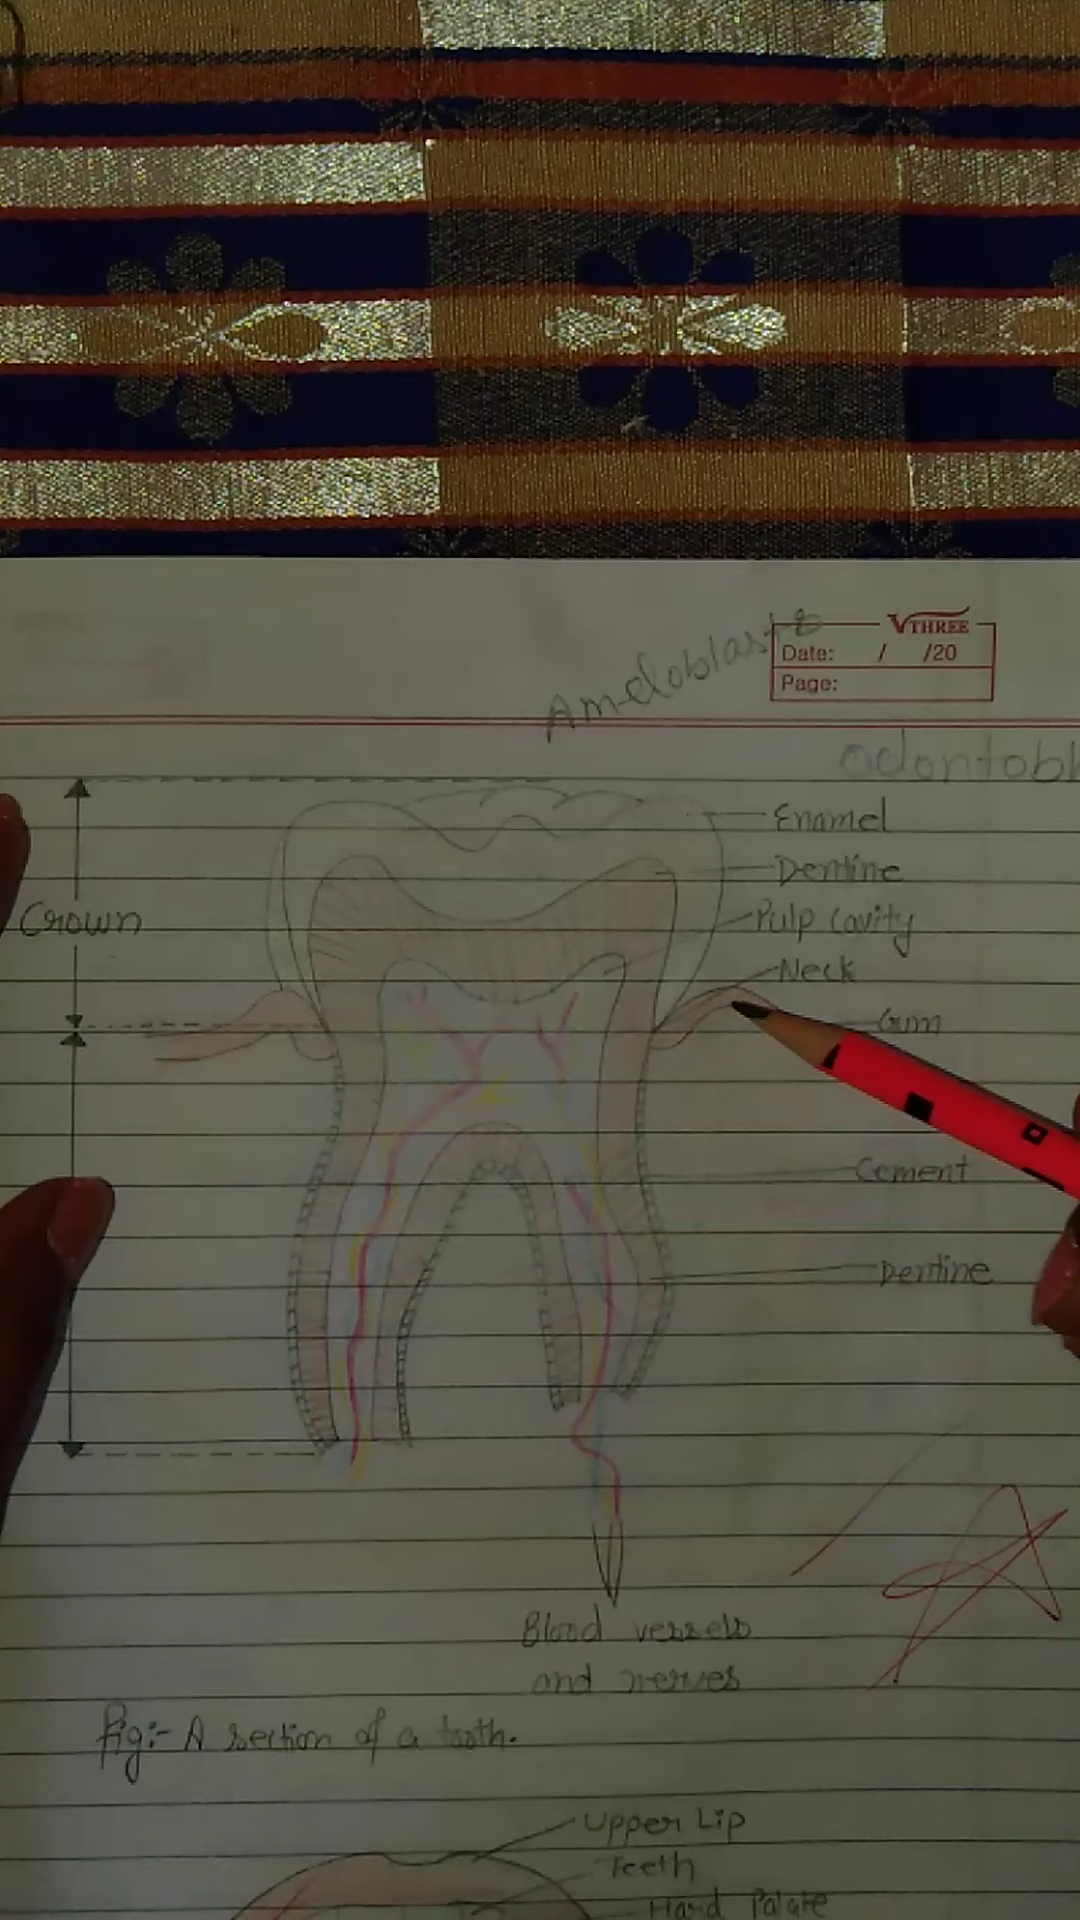 Ameloblasts
VTHREE
Date: / /20
Page:
odontobl
Enamel
Dentine
Pulp cavity
Crown
Neck
Gum
Cement
Dentine
Blood vessels
and nerves
Fig:- A section of a tooth.
Upper Lip
Teeth
Hard Palate